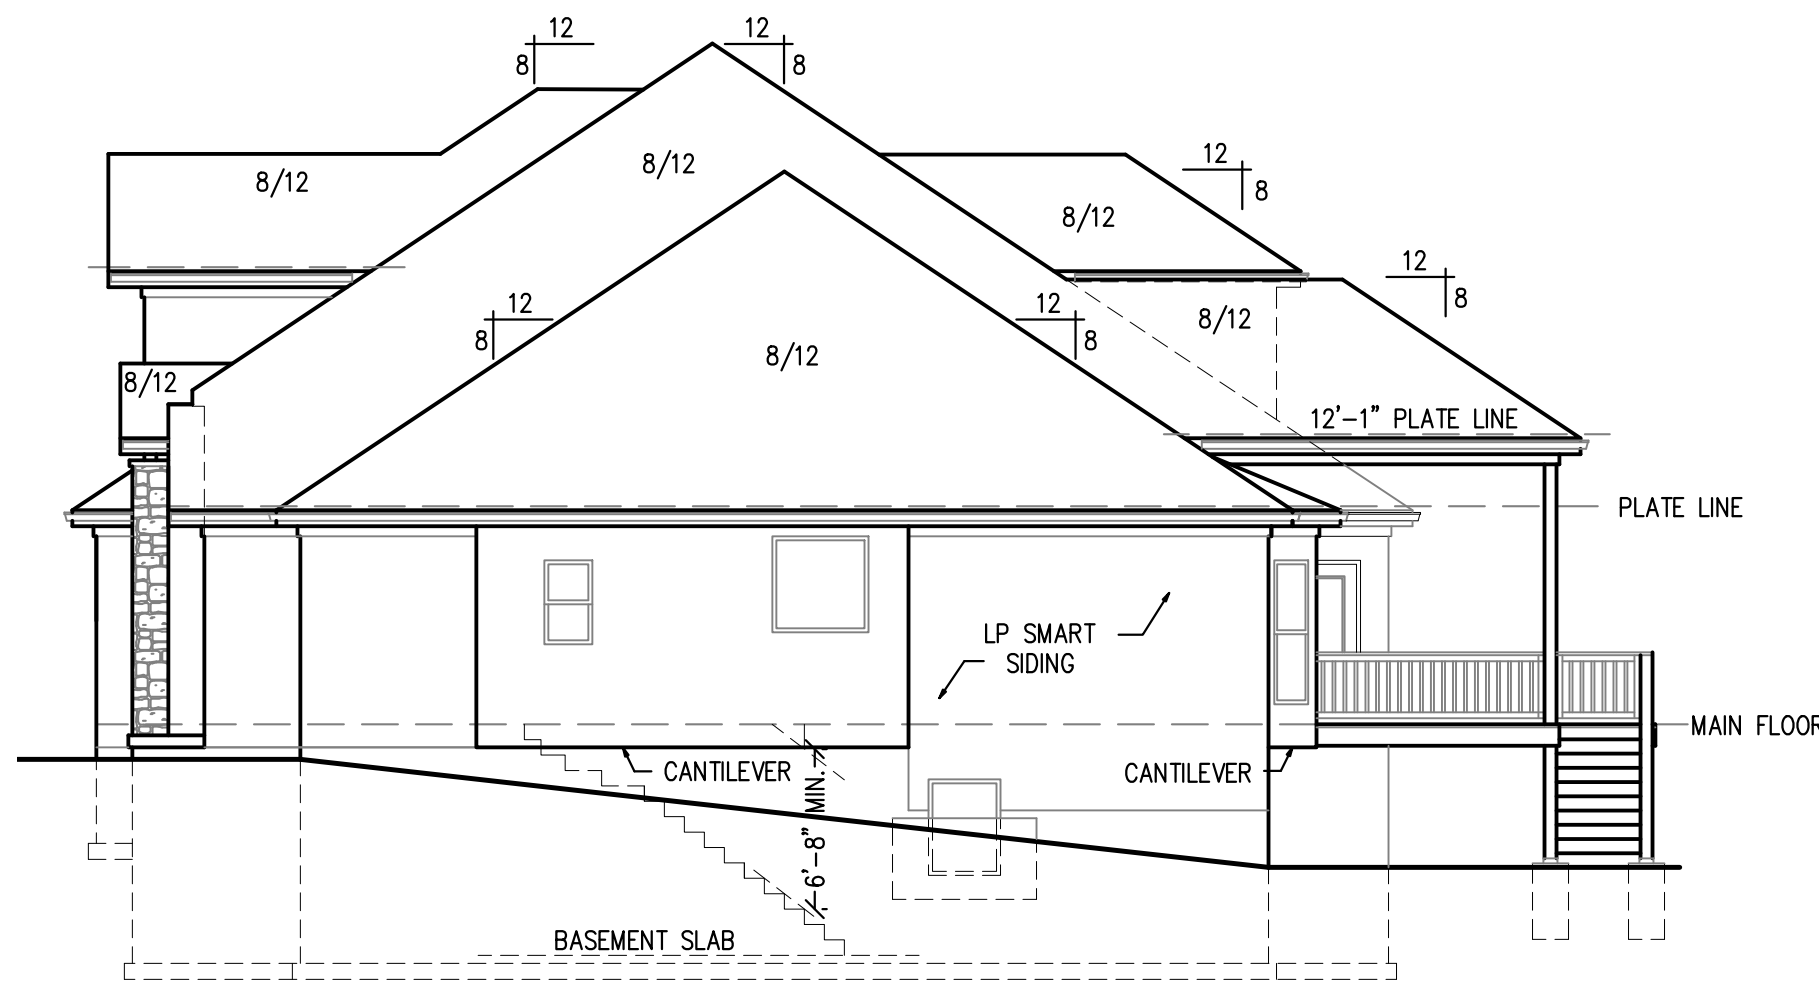 12
12
8
8
8/12
8/12
12
8
8/12
12
8
12
12
8/12
8
8
8/12
8/12
12'-1" PLATE LINE
PLATE LINE
LP SMART
SIDING
MAIN FLOOR
CANTILEVER
CANTILEVER
6'-8" MIN.
BASEMENT SLAB